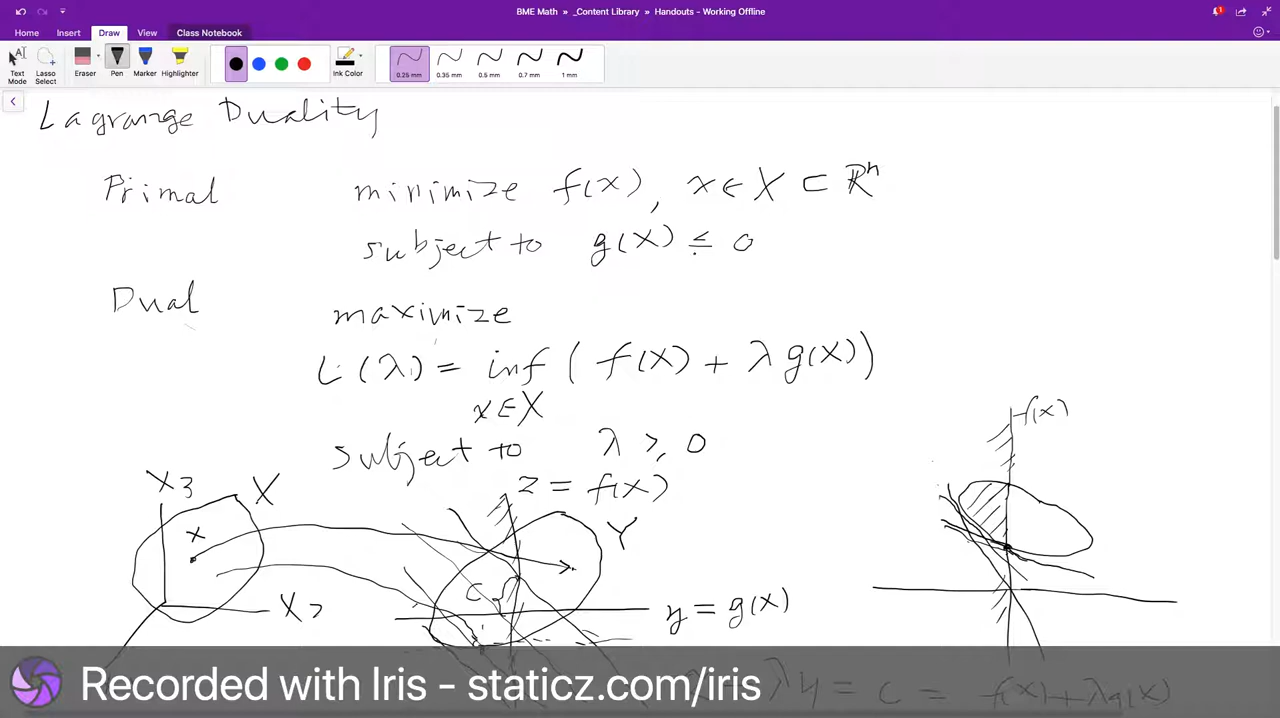 BME Math » _Content Library » Handouts - Working Offline
Home Insert Draw View Class Notebook
Text Mode Lasso Select Eraser Pen Marker Highlighter Ink Color 0.25 mm 0.35 mm 0.5 mm 0.7 mm 1 mm
Lagrange Duality
Primal minimize f(x), x ∈ X ⊂ ℝⁿ
subject to g(x) ≤ 0
Dual maximize
L(λ) = inf ( f(x) + λ g(x))
x ∈ X
subject to λ ≥ 0
f(x)
X3 X z = f(x)
x Y
C
y = g(x)
X2
λy = C = f(x) + λg(x)
Recorded with Iris - staticz.com/iris